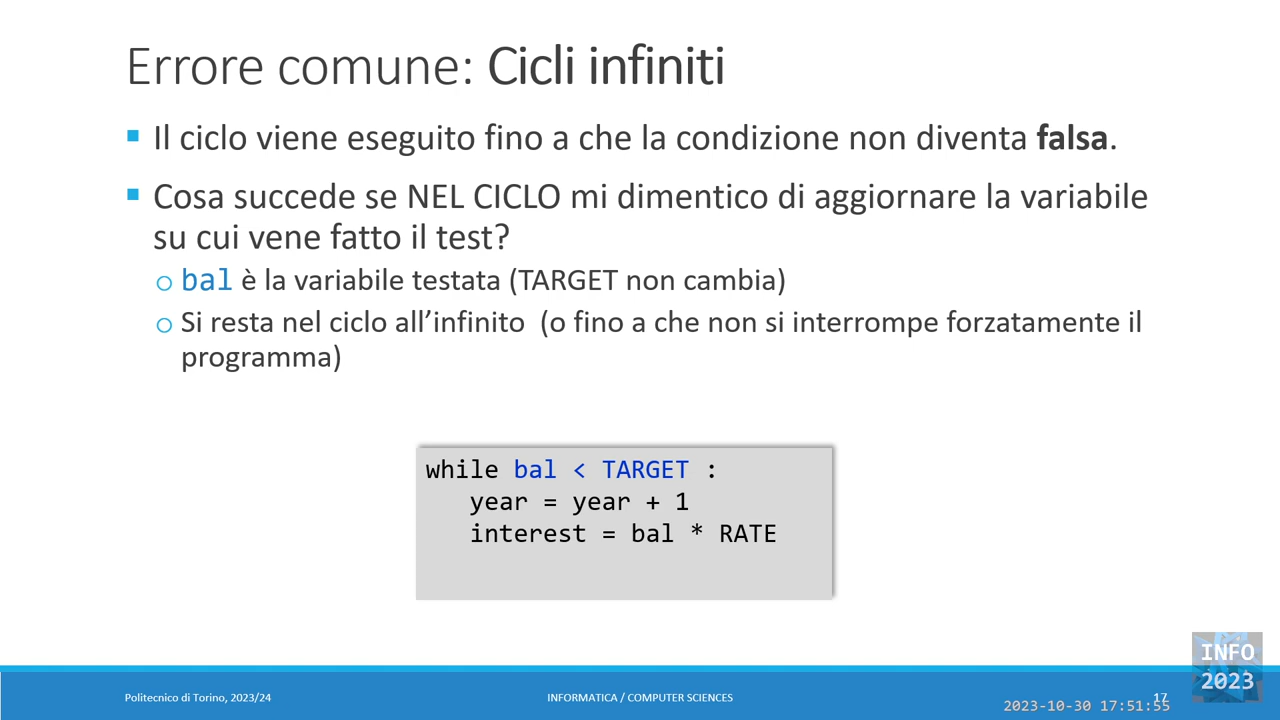 Errore comune: Cicli infiniti
Il ciclo viene eseguito fino a che la condizione non diventa falsa.
Cosa succede se NEL CICLO mi dimentico di aggiornare la variabile
su cui vene fatto il test?
bal è la variabile testata (TARGET non cambia)
Si resta nel ciclo all’infinito (o fino a che non si interrompe forzatamente il
programma)
while bal < TARGET :
year = year + 1
interest = bal * RATE
Politecnico di Torino, 2023/24
INFORMATICA / COMPUTER SCIENCES
17
INFO
2023
2023-10-30 17:51:55